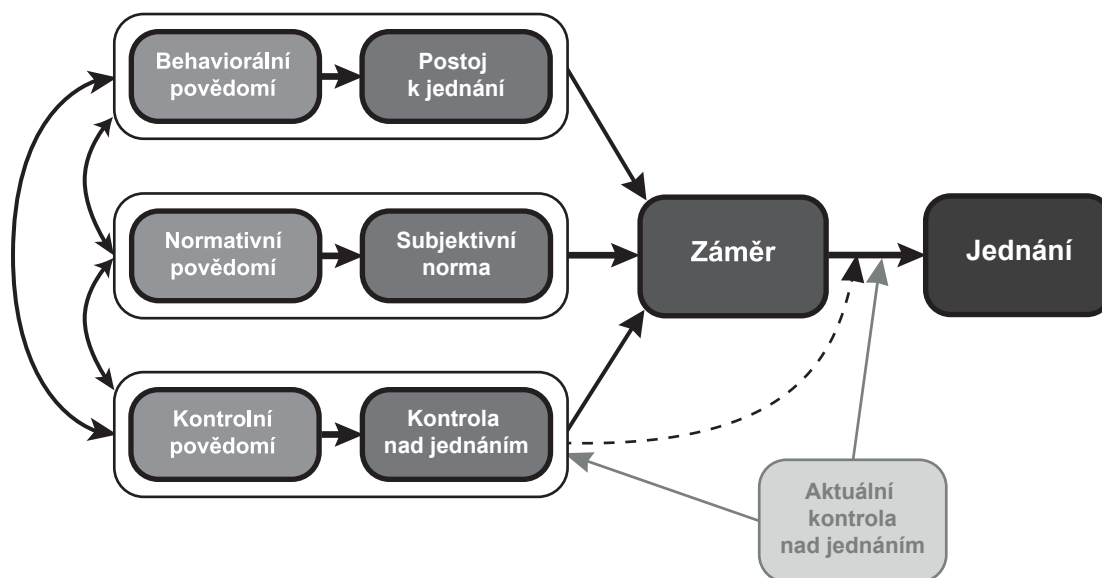 Behaviorální
povědomí
Postoj
k jednání
Normativní
povědomí
Subjektivní
norma
Záměr
Jednání
Kontrolní
povědomí
Kontrola
nad jednáním
Aktuální
kontrola
nad jednáním